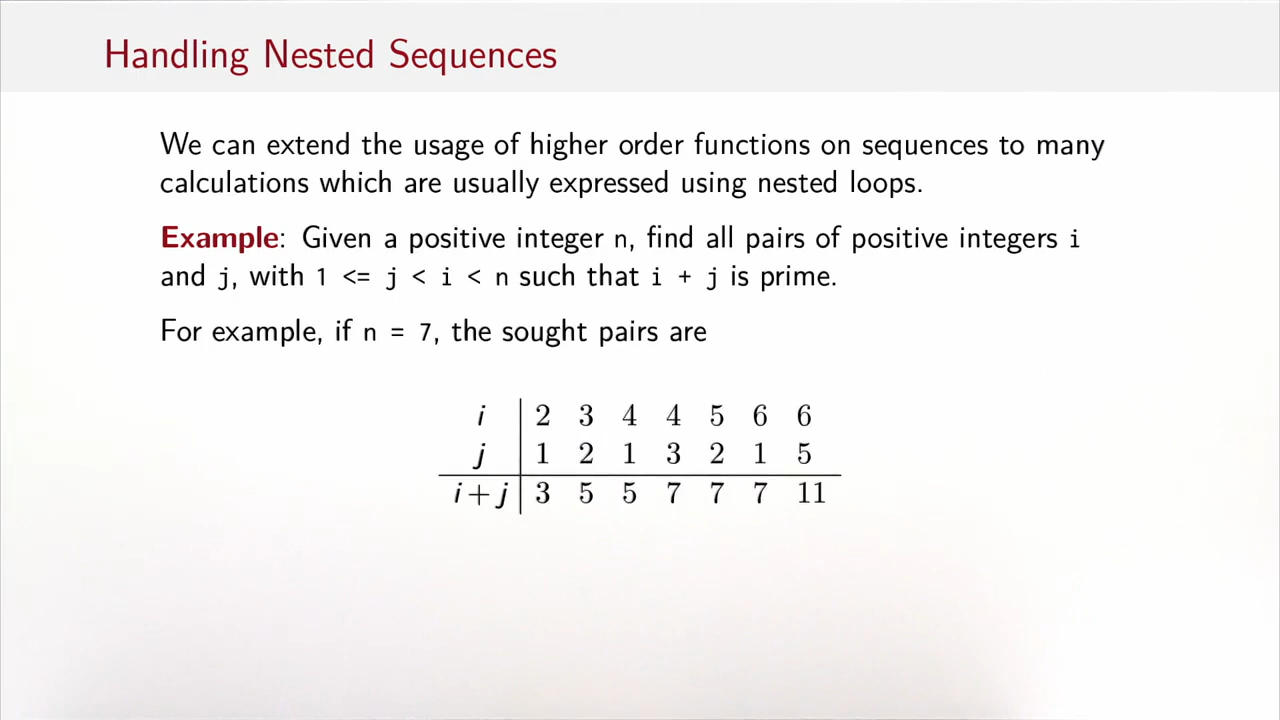 Handling Nested Sequences
We can extend the usage of higher order functions on sequences to many
calculations which are usually expressed using nested loops.
Example: Given a positive integer n, find all pairs of positive integers i
and j, with 1 <= j < i < n such that i + j is prime.
For example, if n = 7, the sought pairs are
i 2 3 4 4 5 6 6
j 1 2 1 3 2 1 5
i + j 3 5 5 7 7 7 11